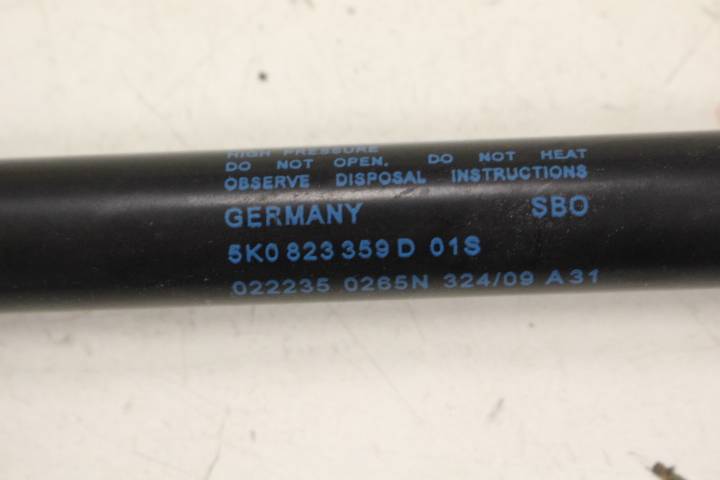 HIGH PRESSURE
DO NOT OPEN. DO NOT HEAT
OBSERVE DISPOSAL INSTRUCTIONS
GERMANY SBO
5K0 823 359 D 01S
022235 0265N 324/09 A31